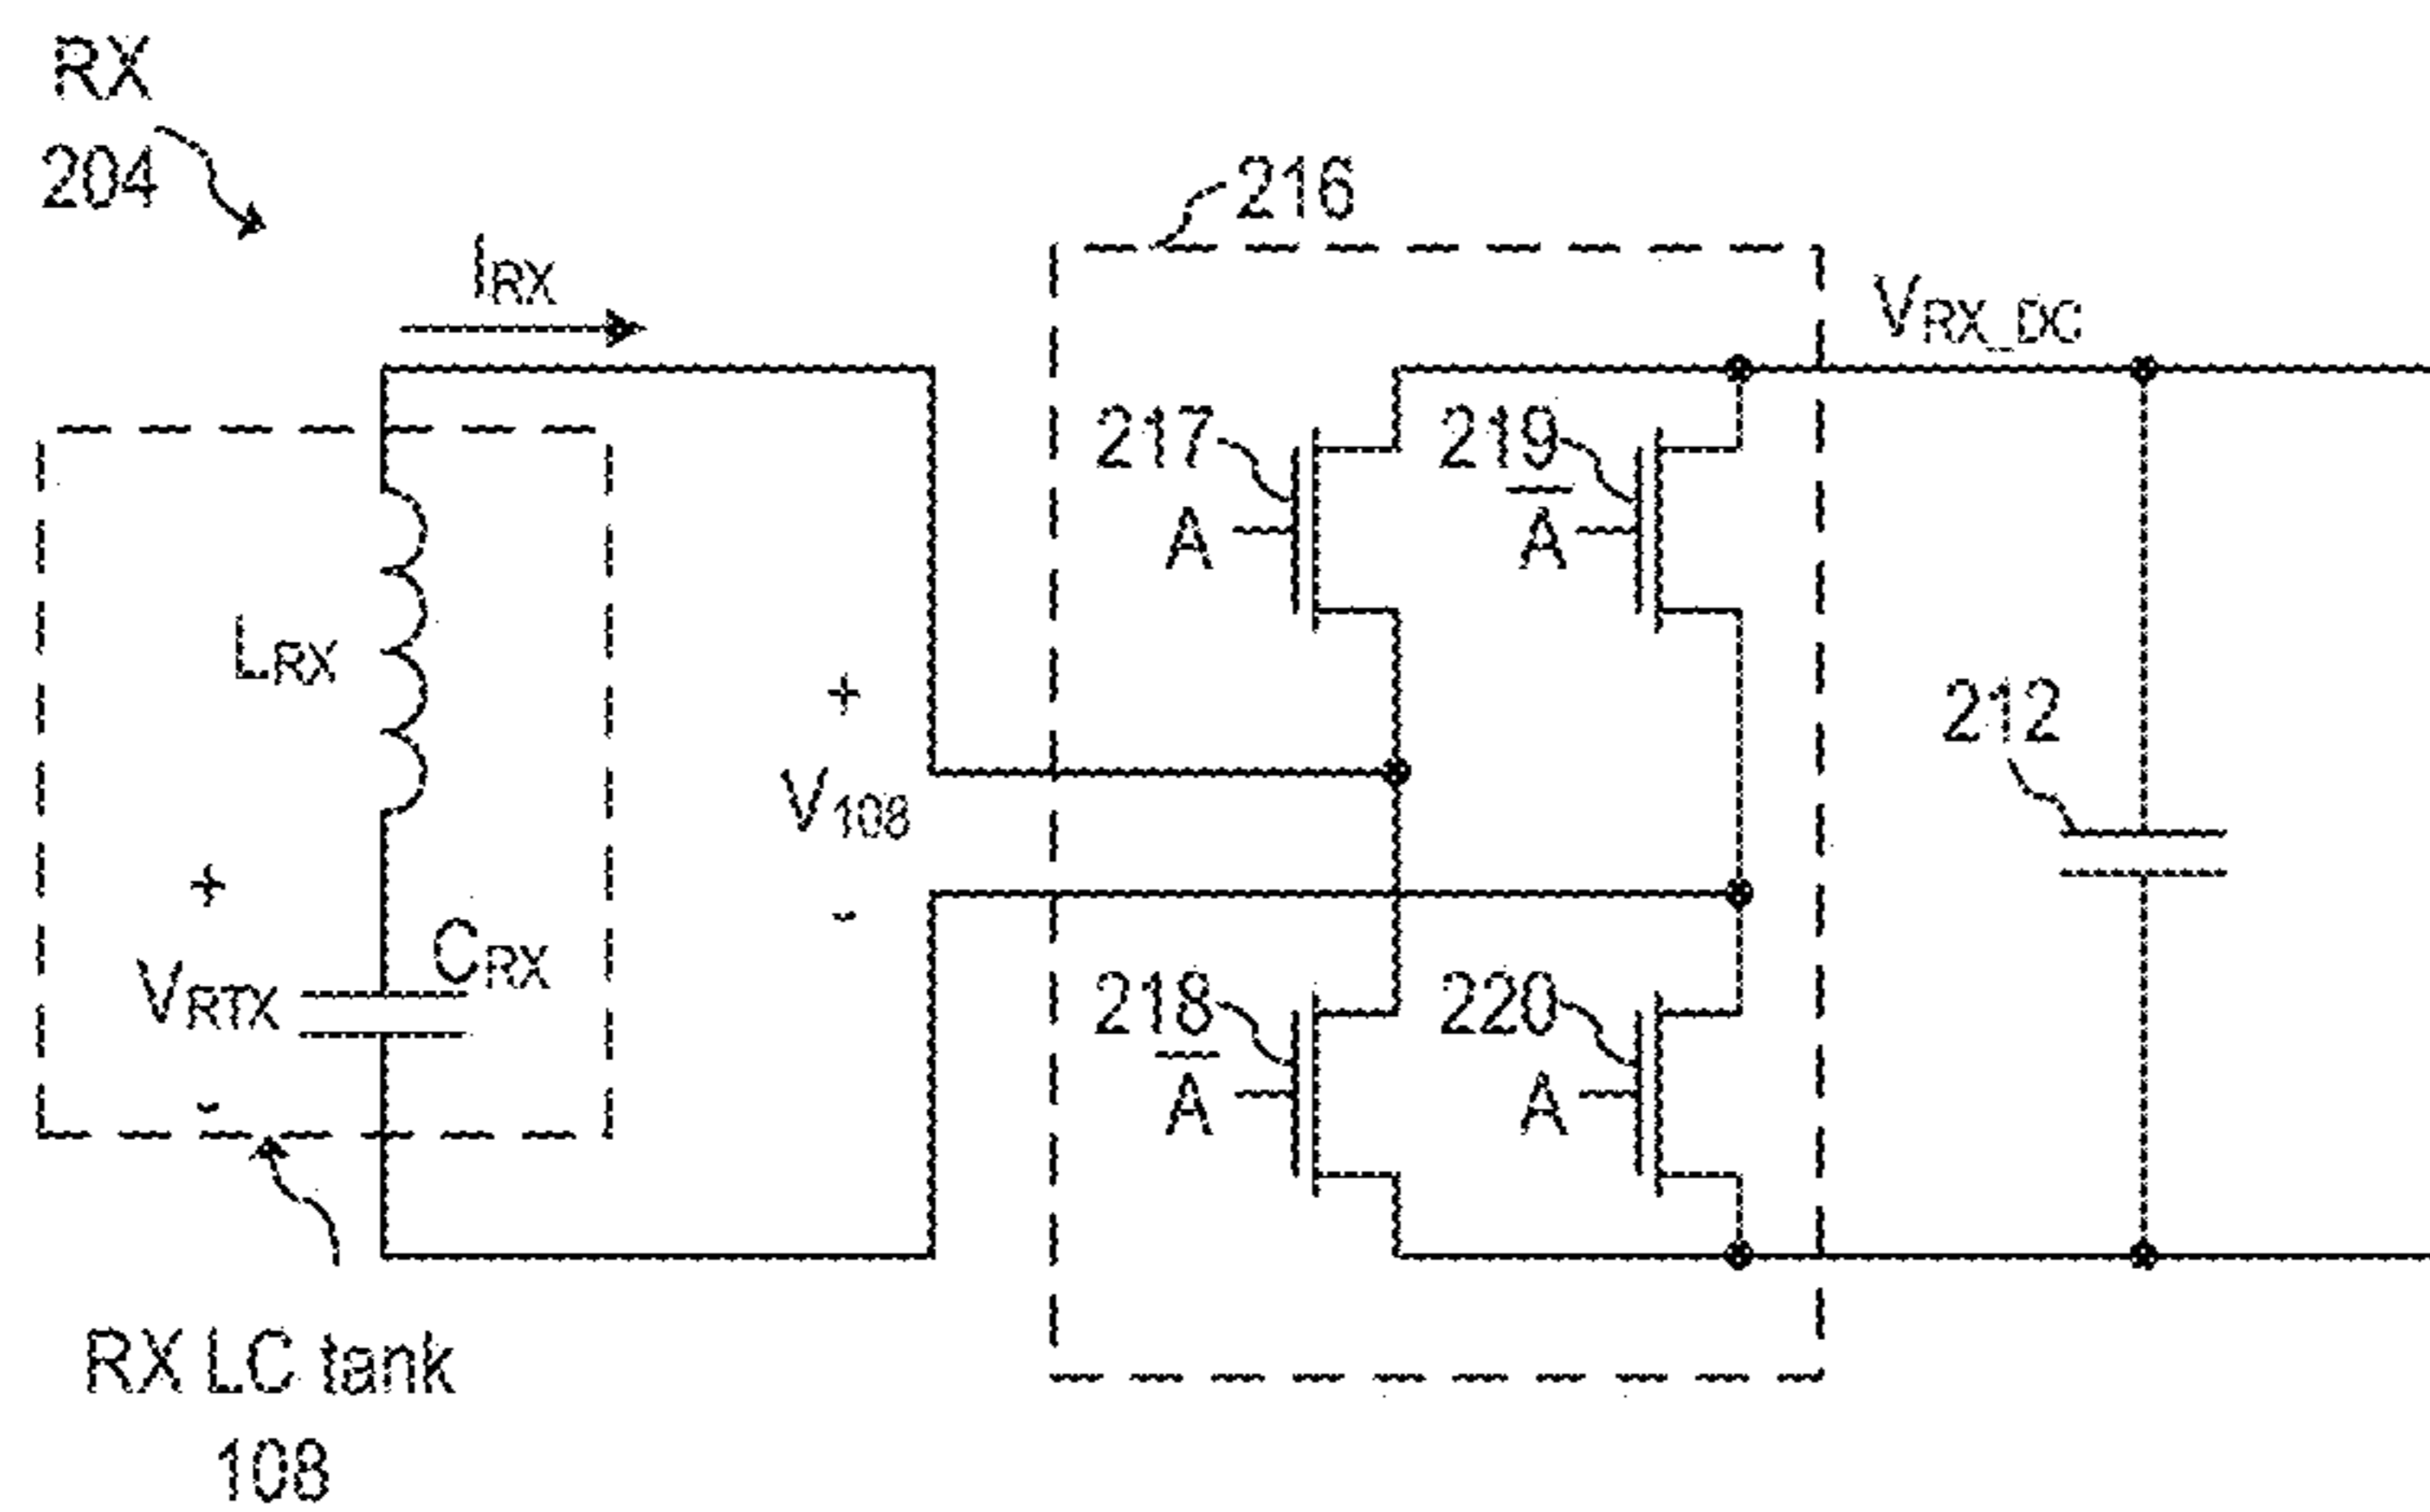 RX
204
216
IRX
VRX_DC
217
219
A
A̅
LRX
212
+
V108
-
+
VRTX
-
CRX
218
220
A̅
A
RX LC tank
108